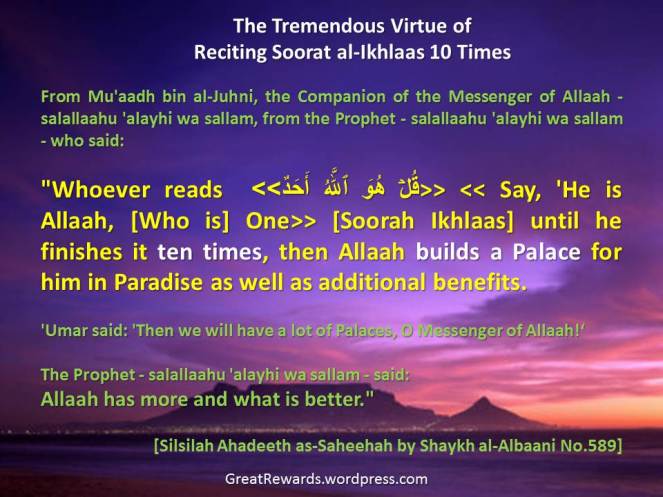 The Tremendous Virtue of
Reciting Soorat al-Ikhlaas 10 Times
From Mu'aadh bin al-Juhni, the Companion of the Messenger of Allaah -
salallaahu 'alayhi wa sallam, from the Prophet - salallaahu 'alayhi wa sallam
- who said:
"Whoever reads <<قُلْ هُوَ ٱللَّهُ أَحَدٌ>> << Say, 'He is
Allaah, [Who is] One>> [Soorah Ikhlaas] until he
finishes it ten times, then Allaah builds a Palace for
him in Paradise as well as additional benefits.
'Umar said: 'Then we will have a lot of Palaces, O Messenger of Allaah!‘
The Prophet - salallaahu 'alayhi wa sallam - said:
Allaah has more and what is better."
[Silsilah Ahadeeth as-Saheehah by Shaykh al-Albaani No.589]
GreatRewards.wordpress.com